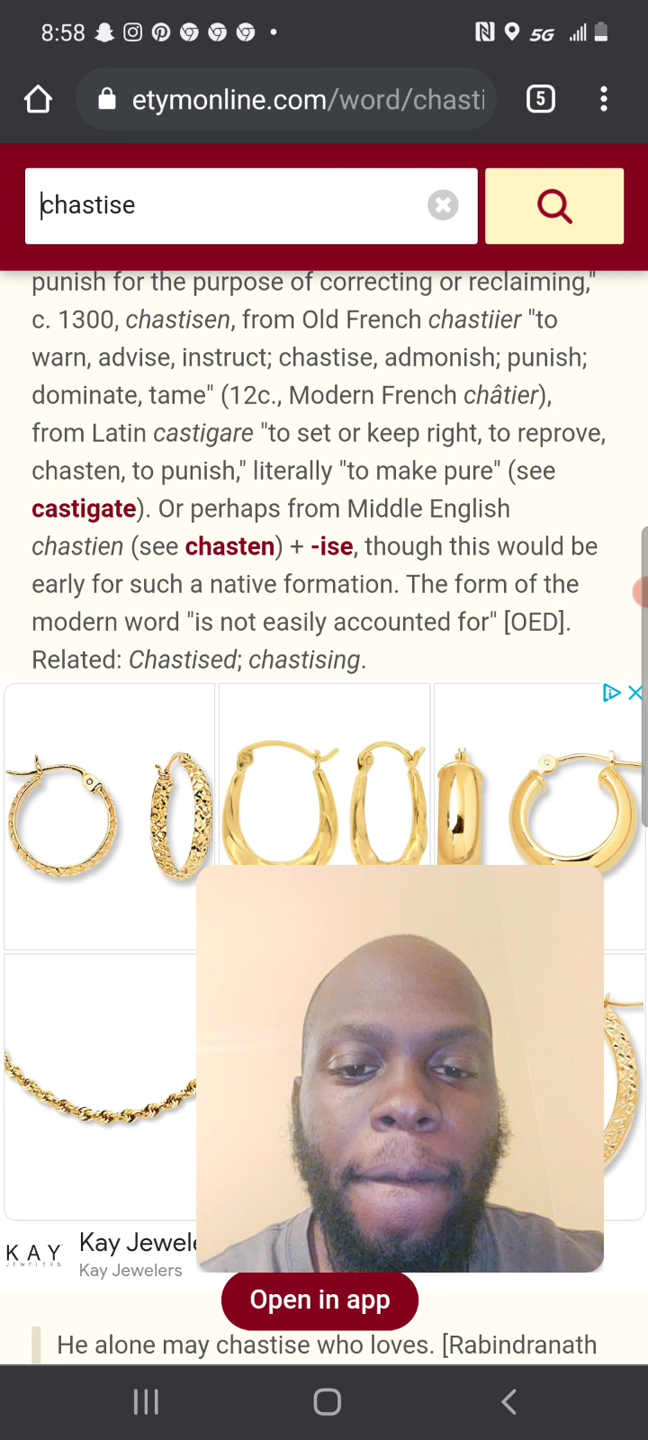 8:58
5G
etymonline.com/word/chasti
5
chastise
punish for the purpose of correcting or reclaiming,"
c. 1300, chastisen, from Old French chastiier "to
warn, advise, instruct; chastise, admonish; punish;
dominate, tame" (12c., Modern French châtier),
from Latin castigare "to set or keep right, to reprove,
chasten, to punish," literally "to make pure" (see
castigate). Or perhaps from Middle English
chastien (see chasten) + -ise, though this would be
early for such a native formation. The form of the
modern word "is not easily accounted for" [OED].
Related: Chastised; chastising.
KAY
JEWELERS
Kay Jewele
Kay Jewelers
Open in app
He alone may chastise who loves. [Rabindranath